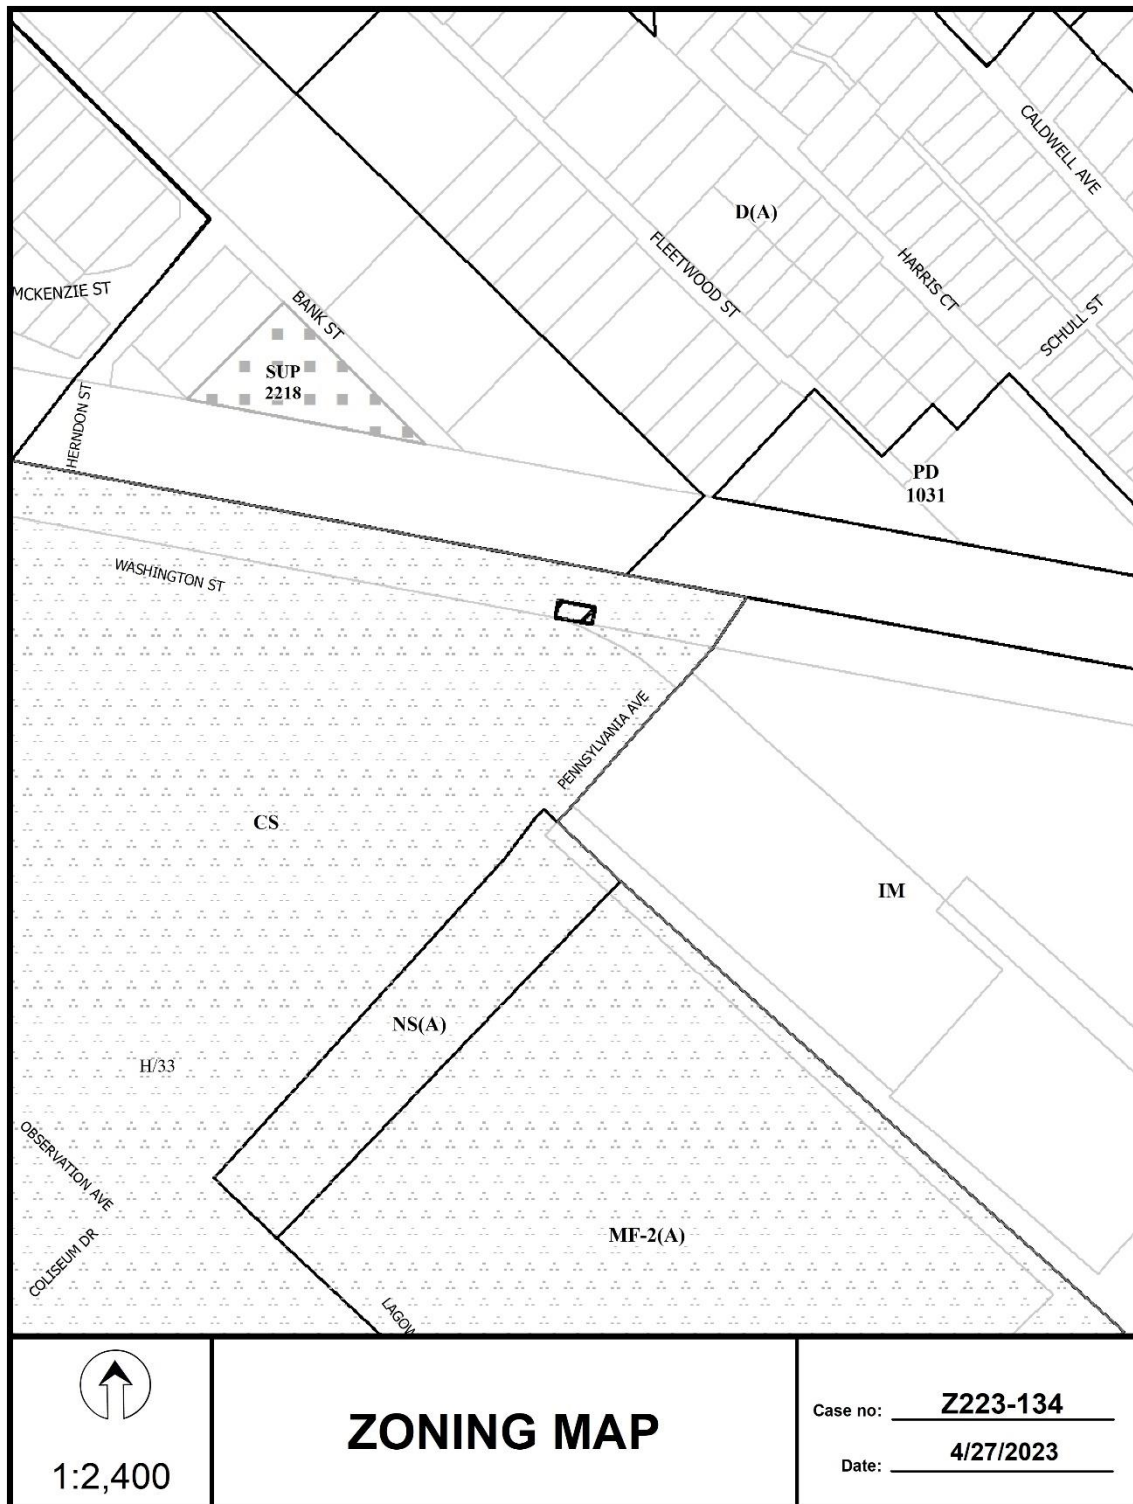 CALDWELL AVE
D(A)
FLEETWOOD ST
HARRIS CT
MCKENZIE ST
BANK ST
SCHULL ST
SUP
2218
HERNDON ST
PD
1031
WASHINGTON ST
PENNSYLVANIA AVE
CS
IM
NS(A)
H/33
OBSERVATION AVE
MF-2(A)
COLISEUM DR
LAGOW
1:2,400
ZONING MAP
Case no: Z223-134
Date: 4/27/2023